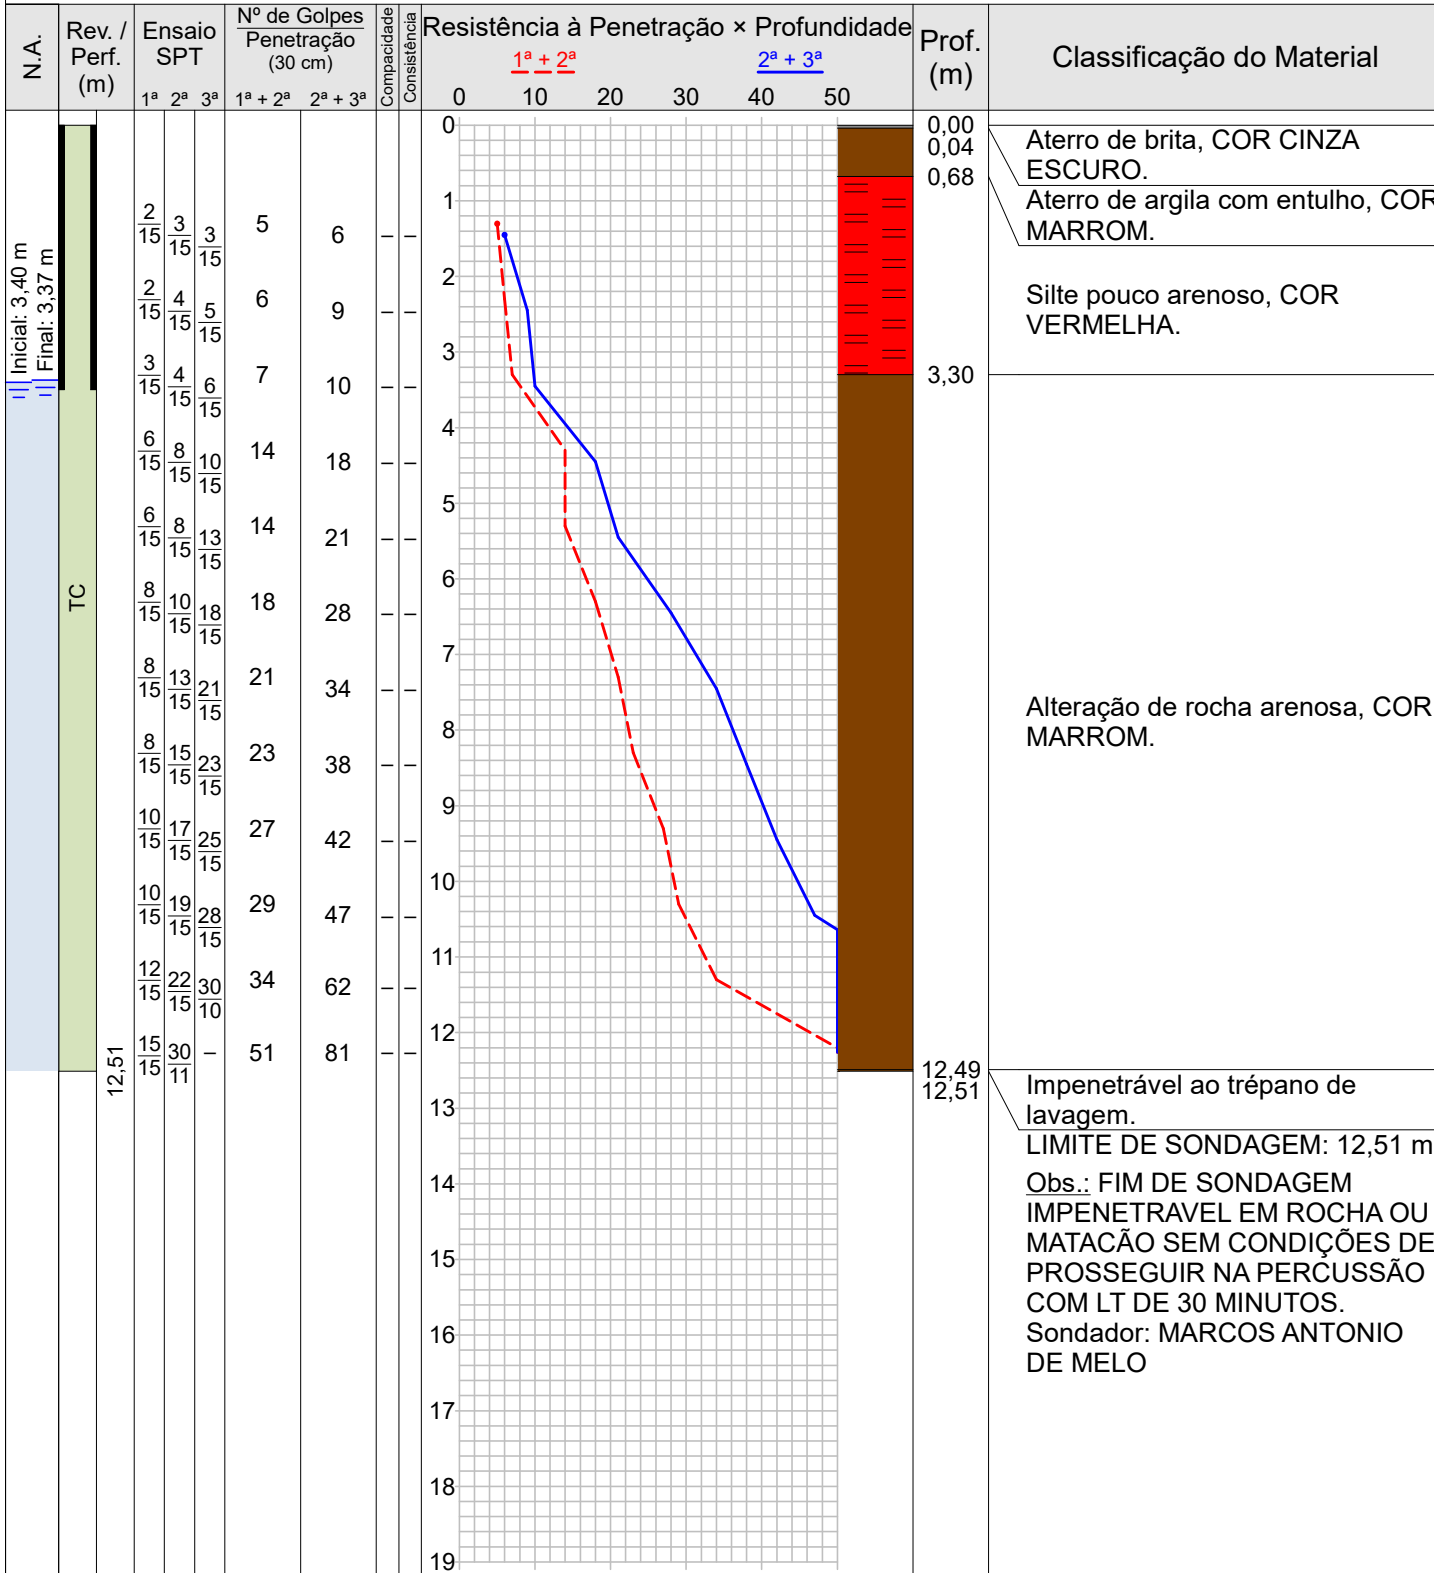 N.A.
Rev. /
Perf.
(m)
Ensaio
SPT
1ª 2ª 3ª
Nº de Golpes
Penetração
(30 cm)
1ª + 2ª 2ª + 3ª
Compacidade
Consistência
Resistência à Penetração × Profundidade
1ª + 2ª 2ª + 3ª
0 10 20 30 40 50
Prof.
(m)
Classificação do Material
Inicial: 3,40 m
Final: 3,37 m
TC
12,51
2/15 3/15 3/15 5 6 – –
2/15 4/15 5/15 6 9 – –
3/15 4/15 6/15 7 10 – –
6/15 8/15 10/15 14 18 – –
6/15 8/15 13/15 14 21 – –
8/15 10/15 18/15 18 28 – –
8/15 13/15 21/15 21 34 – –
8/15 15/15 23/15 23 38 – –
10/15 17/15 25/15 27 42 – –
10/15 19/15 28/15 29 47 – –
12/15 22/15 30/10 34 62 – –
15/15 30/11 – 51 81 – –
0
1
2
3
4
5
6
7
8
9
10
11
12
13
14
15
16
17
18
19
0,00
0,04
0,68
3,30
12,49
12,51
Aterro de brita, COR CINZA
ESCURO.
Aterro de argila com entulho, COR
MARROM.
Silte pouco arenoso, COR
VERMELHA.
Alteração de rocha arenosa, COR
MARROM.
Impenetrável ao trépano de
lavagem.
LIMITE DE SONDAGEM: 12,51 m
Obs.: FIM DE SONDAGEM
IMPENETRAVEL EM ROCHA OU
MATACÃO SEM CONDIÇÕES DE
PROSSEGUIR NA PERCUSSÃO
COM LT DE 30 MINUTOS.
Sondador: MARCOS ANTONIO
DE MELO